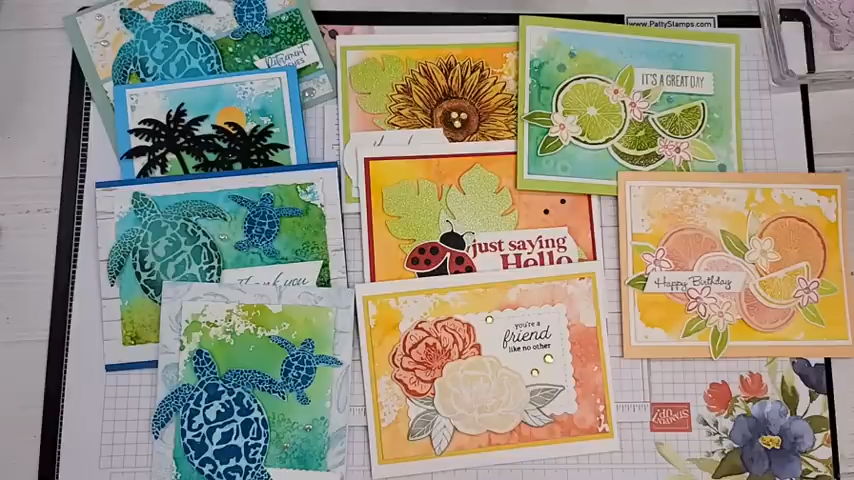 www.PattyStamps.com
Retirement
IT'S A GREAT DAY
just saying
Hello
Happy Birthday
Thank you
you're a
friend
like no other